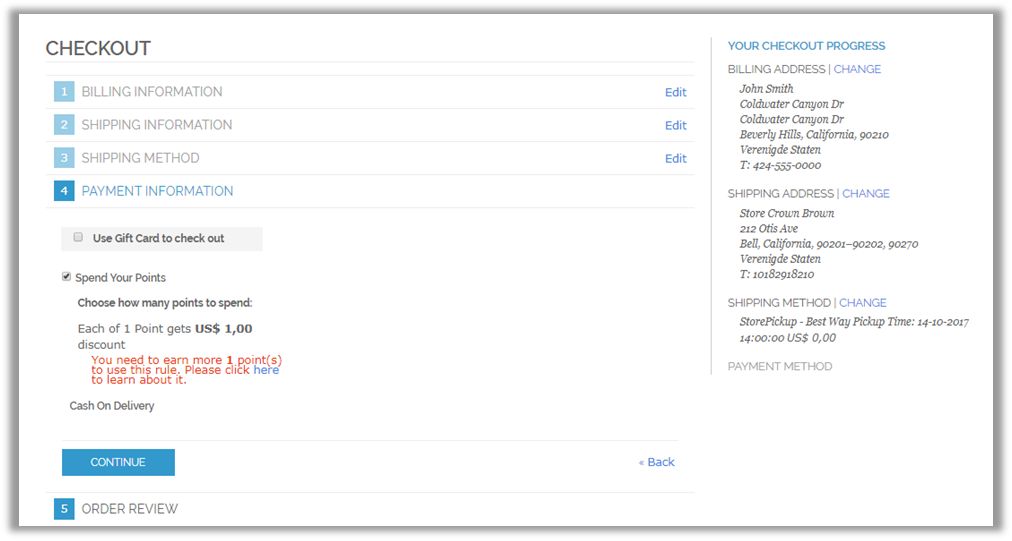 CHECKOUT
1 BILLING INFORMATION Edit
2 SHIPPING INFORMATION Edit
3 SHIPPING METHOD Edit
4 PAYMENT INFORMATION
Use Gift Card to check out
Spend Your Points
Choose how many points to spend:
Each of 1 Point gets US$ 1,00
discount
You need to earn more 1 point(s)
to use this rule. Please click here
to learn about it.
Cash On Delivery
CONTINUE
« Back
5 ORDER REVIEW
YOUR CHECKOUT PROGRESS
BILLING ADDRESS | CHANGE
John Smith
Coldwater Canyon Dr
Coldwater Canyon Dr
Beverly Hills, California, 90210
Verenigde Staten
T: 424-555-0000
SHIPPING ADDRESS | CHANGE
Store Crown Brown
212 Otis Ave
Bell, California, 90201–90202, 90270
Verenigde Staten
T: 10182918210
SHIPPING METHOD | CHANGE
StorePickup - Best Way Pickup Time: 14-10-2017
14:00:00 US$ 0,00
PAYMENT METHOD